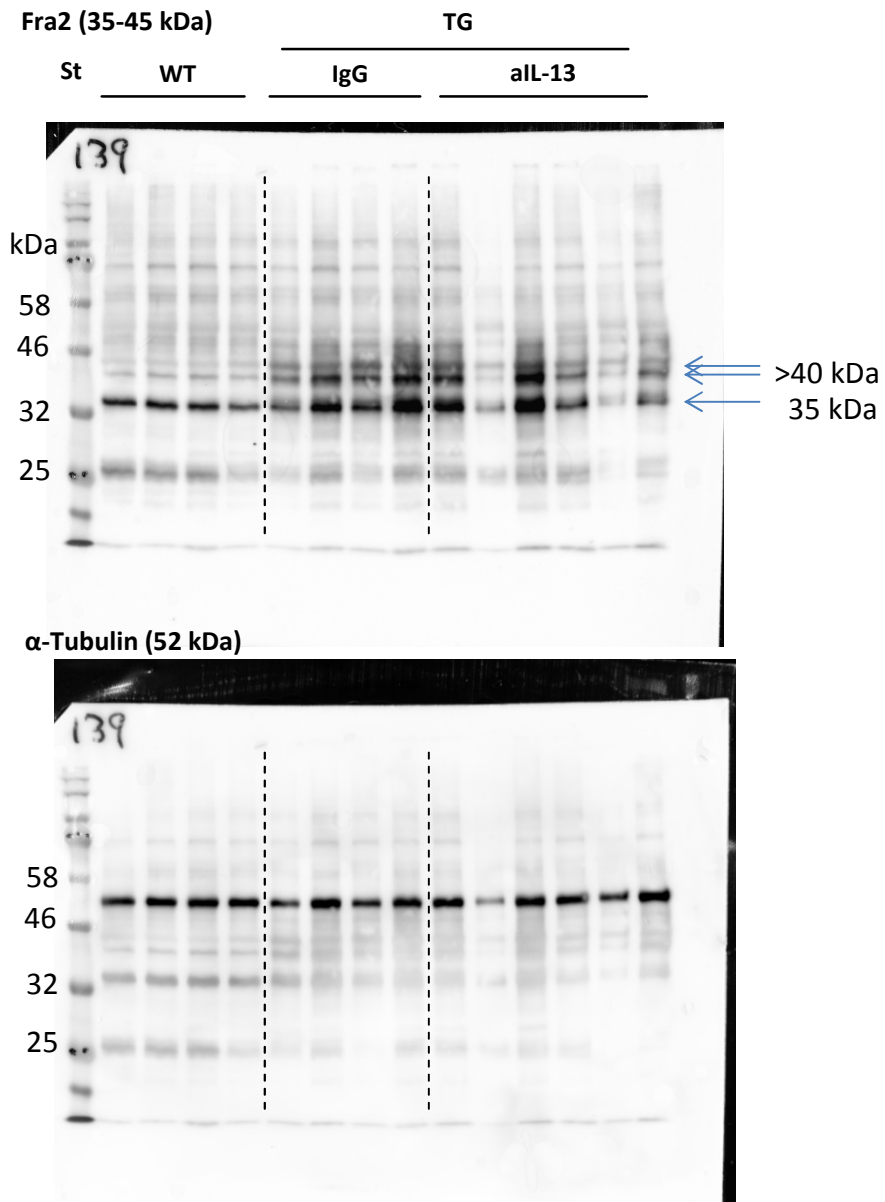 Fra2 (35-45 kDa)
TG
St
WT
IgG
aIL-13
139
kDa
58
46
32
25
>40 kDa
35 kDa
α-Tubulin (52 kDa)
139
58
46
32
25